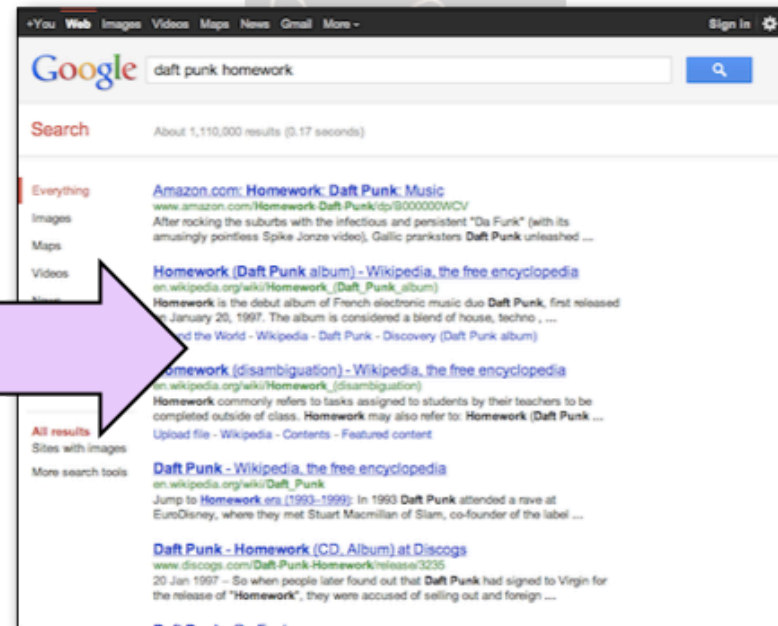 +You Web Images Videos Maps News Gmail More
Sign in
Google daft punk homework
Search
About 1,110,000 results (0.17 seconds)
Everything
Images
Maps
Videos
News
All results
Sites with images
More search tools
Amazon.com: Homework: Daft Punk: Music
www.amazon.com/Homework-Daft-Punk/dp/B000000WCV
After rocking the suburbs with the infectious and persistent "Da Funk" (with its
amusingly pointless Spike Jonze video), Gallic pranksters Daft Punk unleashed ...
Homework (Daft Punk album) - Wikipedia, the free encyclopedia
en.wikipedia.org/wiki/Homework_(Daft_Punk_album)
Homework is the debut album of French electronic music duo Daft Punk, first released
on January 20, 1997. The album is considered a blend of house, techno , ...
the World - Wikipedia - Daft Punk - Discovery (Daft Punk album)
Homework (disambiguation) - Wikipedia, the free encyclopedia
en.wikipedia.org/wiki/Homework_(disambiguation)
Homework commonly refers to tasks assigned to students by their teachers to be
completed outside of class. Homework may also refer to: Homework (Daft Punk ...
Upload file - Wikipedia - Contents - Featured content
Daft Punk - Wikipedia, the free encyclopedia
en.wikipedia.org/wiki/Daft_Punk
Jump to Homework era (1993–1999): In 1993 Daft Punk attended a rave at
EuroDisney, where they met Stuart Macmillan of Slam, co-founder of the label ...
Daft Punk - Homework (CD, Album) at Discogs
www.discogs.com/Daft-Punk-Homework/release/3235
20 Jan 1997 – So when people later found out that Daft Punk had signed to Virgin for
the release of "Homework", they were accused of selling out and foreign ...